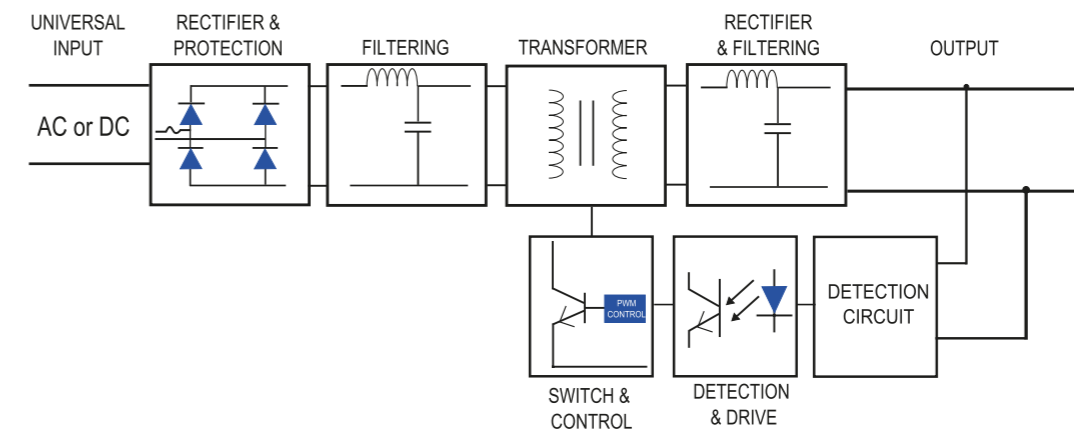 UNIVERSAL
INPUT
RECTIFIER &
PROTECTION
FILTERING
TRANSFORMER
RECTIFIER
& FILTERING
OUTPUT
AC or DC
PWM
CONTROL
DETECTION
CIRCUIT
SWITCH &
CONTROL
DETECTION
& DRIVE